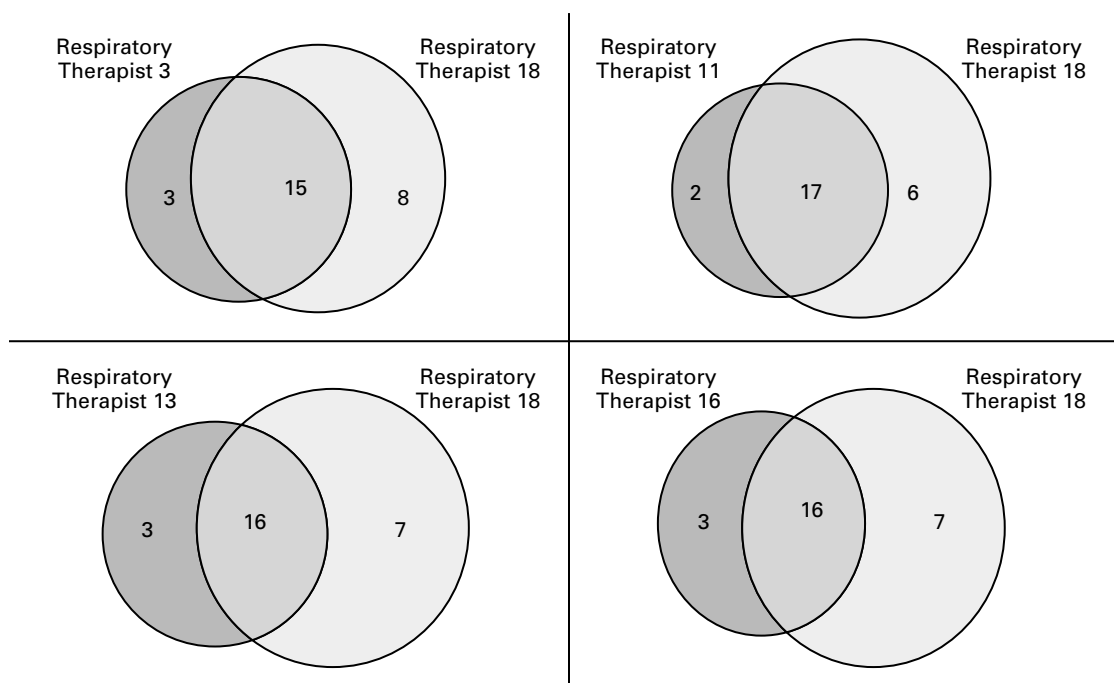 Respiratory
Therapist 3
Respiratory
Therapist 18
3
15
8
Respiratory
Therapist 11
Respiratory
Therapist 18
2
17
6
Respiratory
Therapist 13
Respiratory
Therapist 18
3
16
7
Respiratory
Therapist 16
Respiratory
Therapist 18
3
16
7